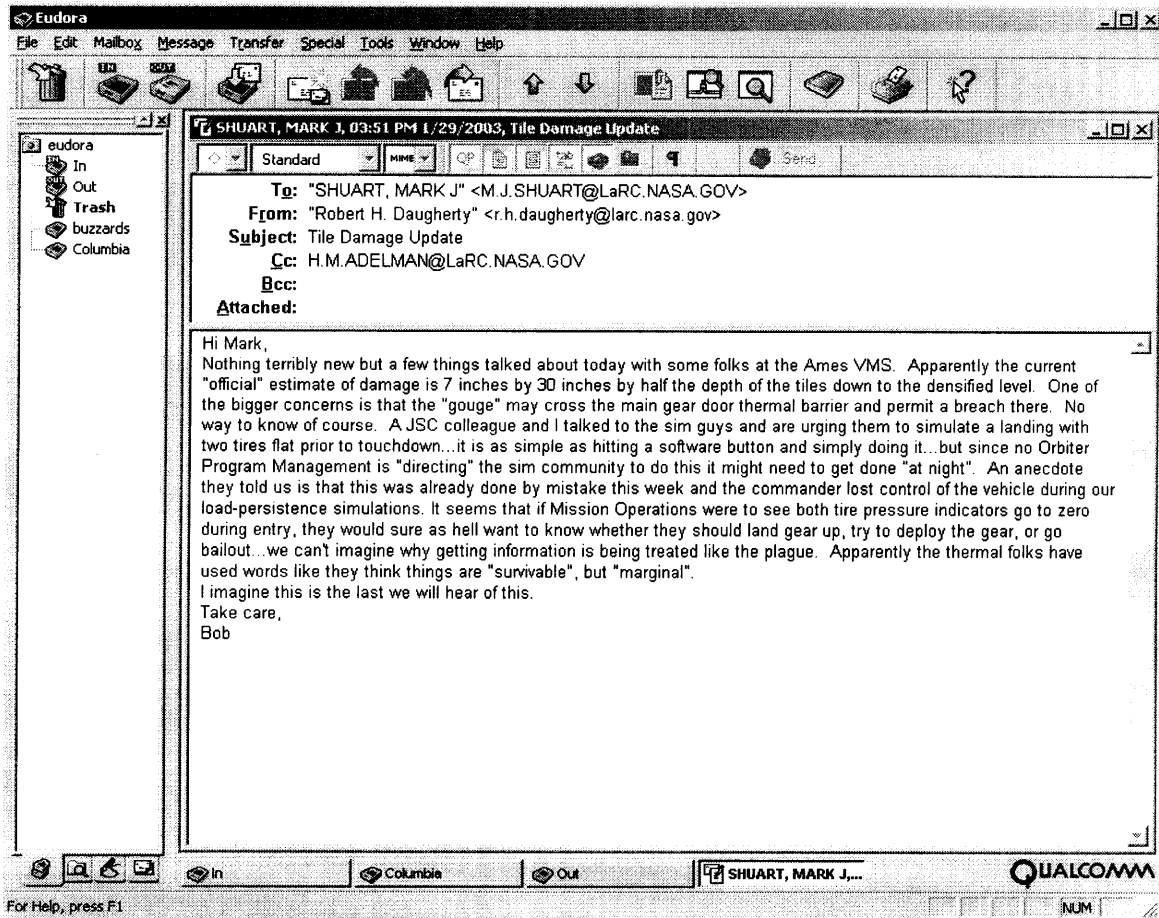 Eudora
File Edit Mailbox Message Transfer Special Tools Window Help
IN OUT
eudora
In
Out
Trash
buzzards
Columbia
SHUART, MARK J, 03:51 PM 1/29/2003, Tile Damage Update
Standard MIME QP Send
To: "SHUART, MARK J" <M.J.SHUART@LaRC.NASA.GOV>
From: "Robert H. Daugherty" <r.h.daugherty@larc.nasa.gov>
Subject: Tile Damage Update
Cc: H.M.ADELMAN@LaRC.NASA.GOV
Bcc:
Attached:
Hi Mark,
Nothing terribly new but a few things talked about today with some folks at the Ames VMS. Apparently the current
"official" estimate of damage is 7 inches by 30 inches by half the depth of the tiles down to the densified level. One of
the bigger concerns is that the "gouge" may cross the main gear door thermal barrier and permit a breach there. No
way to know of course. A JSC colleague and I talked to the sim guys and are urging them to simulate a landing with
two tires flat prior to touchdown...it is as simple as hitting a software button and simply doing it...but since no Orbiter
Program Management is "directing" the sim community to do this it might need to get done "at night". An anecdote
they told us is that this was already done by mistake this week and the commander lost control of the vehicle during our
load-persistence simulations. It seems that if Mission Operations were to see both tire pressure indicators go to zero
during entry, they would sure as hell want to know whether they should land gear up, try to deploy the gear, or go
bailout...we can't imagine why getting information is being treated like the plague. Apparently the thermal folks have
used words like they think things are "survivable", but "marginal".
I imagine this is the last we will hear of this.
Take care,
Bob
In Columbia Out SHUART, MARK J,...
QUALCOMM
For Help, press F1
NUM